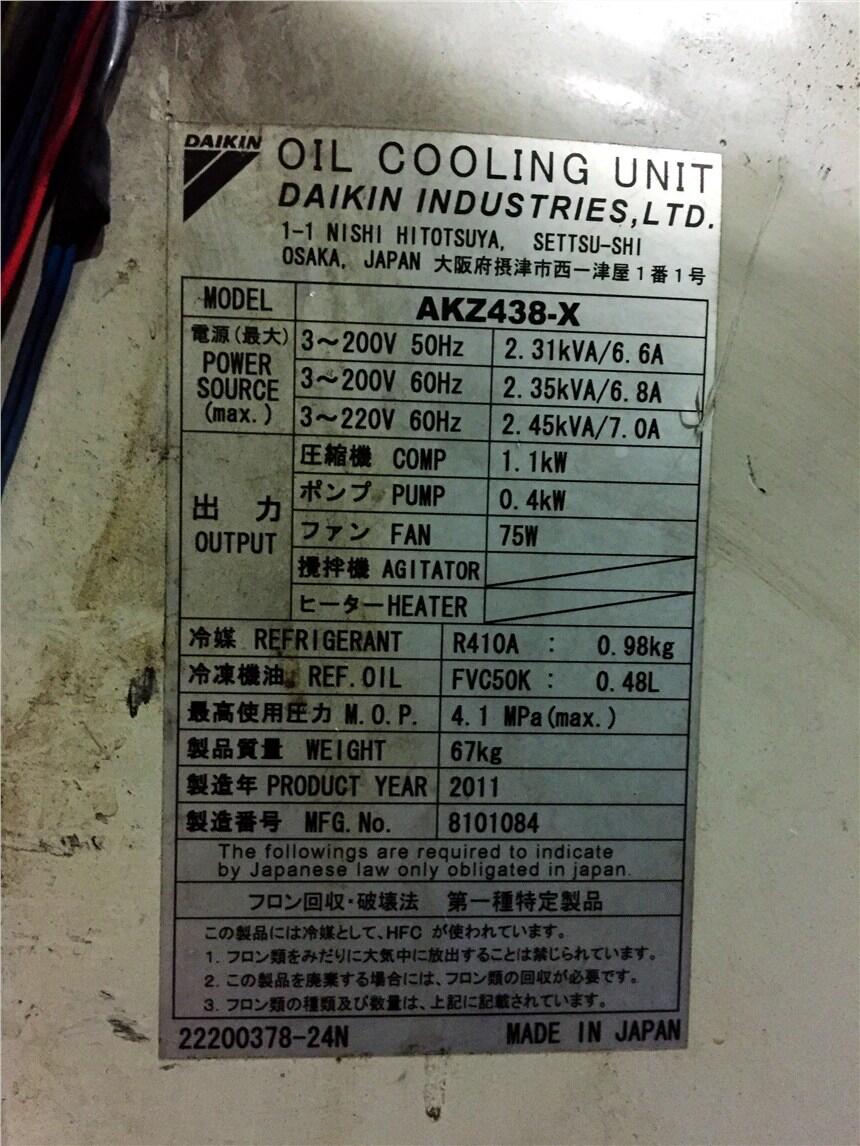 DAIKIN
OIL COOLING UNIT
DAIKIN INDUSTRIES,LTD.
1-1 NISHI HITOTSUYA, SETTSU-SHI
OSAKA, JAPAN 大阪府摂津市西一津屋1番1号
MODEL AKZ438-X
電源(最大) POWER SOURCE (max.)
3~200V 50Hz 2.31kVA/6.6A
3~200V 60Hz 2.35kVA/6.8A
3~220V 60Hz 2.45kVA/7.0A
出力 OUTPUT
圧縮機 COMP 1.1kW
ポンプ PUMP 0.4kW
ファン FAN 75W
攪拌機 AGITATOR
ヒーター HEATER
冷媒 REFRIGERANT R410A : 0.98kg
冷凍機油 REF.OIL FVC50K : 0.48L
最高使用圧力 M.O.P. 4.1 MPa(max.)
製品質量 WEIGHT 67kg
製造年 PRODUCT YEAR 2011
製造番号 MFG.No. 8101084
The followings are required to indicate
by Japanese law only obligated in japan.
フロン回収・破壊法 第一種特定製品
この製品には冷媒として、HFC が使われています。
1. フロン類をみだりに大気中に放出することは禁じられています。
2. この製品を廃棄する場合には、フロン類の回収が必要です。
3. フロン類の種類及び数量は、上記に記載されています。
22200378-24N MADE IN JAPAN